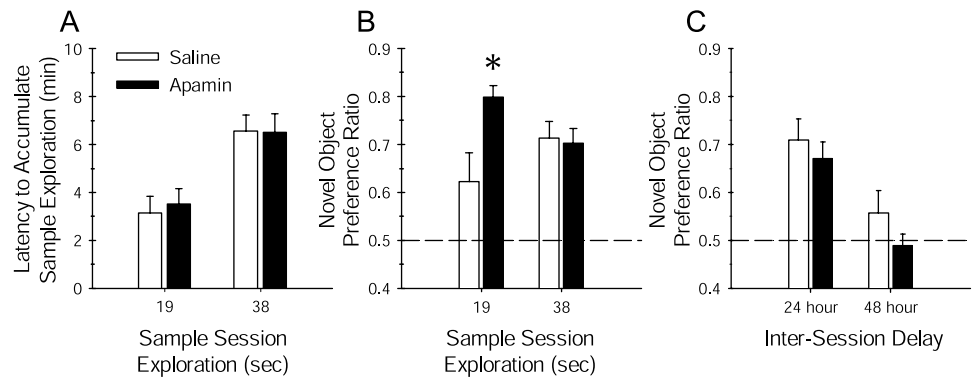 A
Latency to Accumulate
Sample Exploration (min)
10
8
6
4
2
0
Saline
Apamin
19
38
Sample Session
Exploration (sec)
B
Novel Object
Preference Ratio
0.9
0.8
0.7
0.6
0.5
0.4
*
19
38
Sample Session
Exploration (sec)
C
Novel Object
Preference Ratio
0.9
0.8
0.7
0.6
0.5
0.4
24 hour
48 hour
Inter-Session Delay